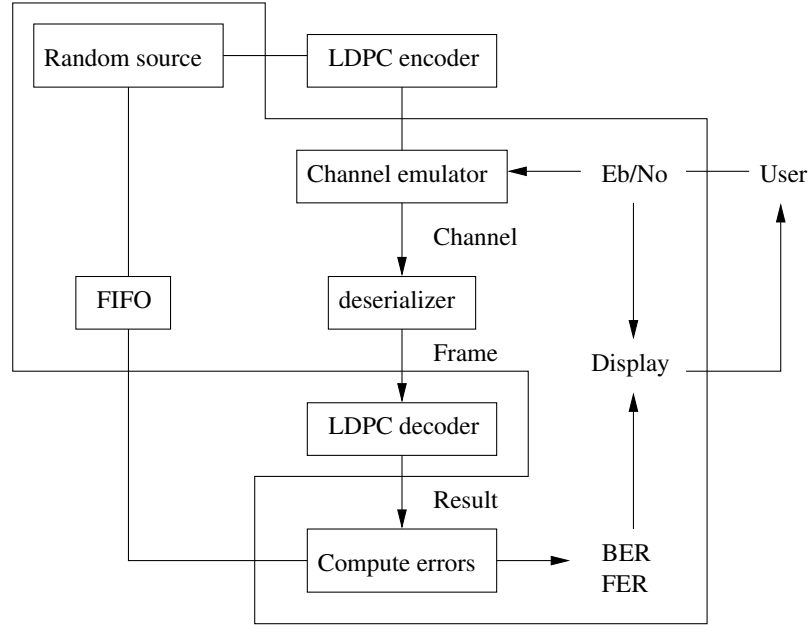 Random source
LDPC encoder
Channel emulator
Eb/No
User
Channel
FIFO
deserializer
Frame
Display
LDPC decoder
Result
Compute errors
BER
FER